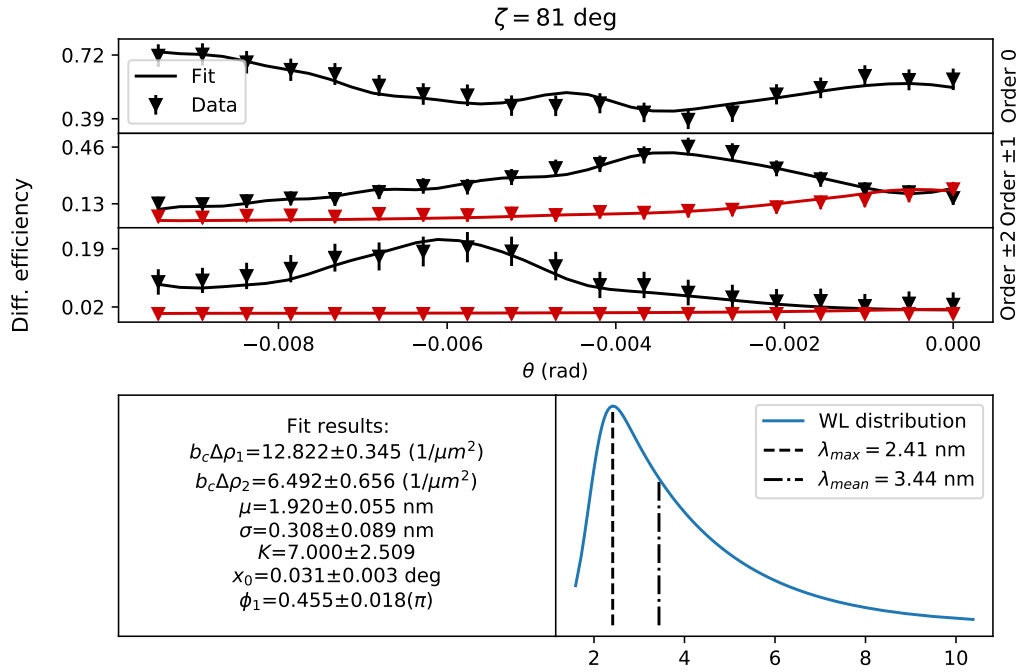 ζ = 81 deg
0.72
0.39
Fit
Data
Order 0
0.46
0.13
Order ±1
0.19
0.02
Order ±2
Diff. efficiency
−0.008 −0.006 −0.004 −0.002 0.000
θ (rad)
Fit results:
b_cΔρ_1=12.822±0.345 (1/μm²)
b_cΔρ_2=6.492±0.656 (1/μm²)
μ=1.920±0.055 nm
σ=0.308±0.089 nm
K=7.000±2.509
x_0=0.031±0.003 deg
ϕ_1=0.455±0.018(π)
WL distribution
λ_max = 2.41 nm
λ_mean = 3.44 nm
2 4 6 8 10